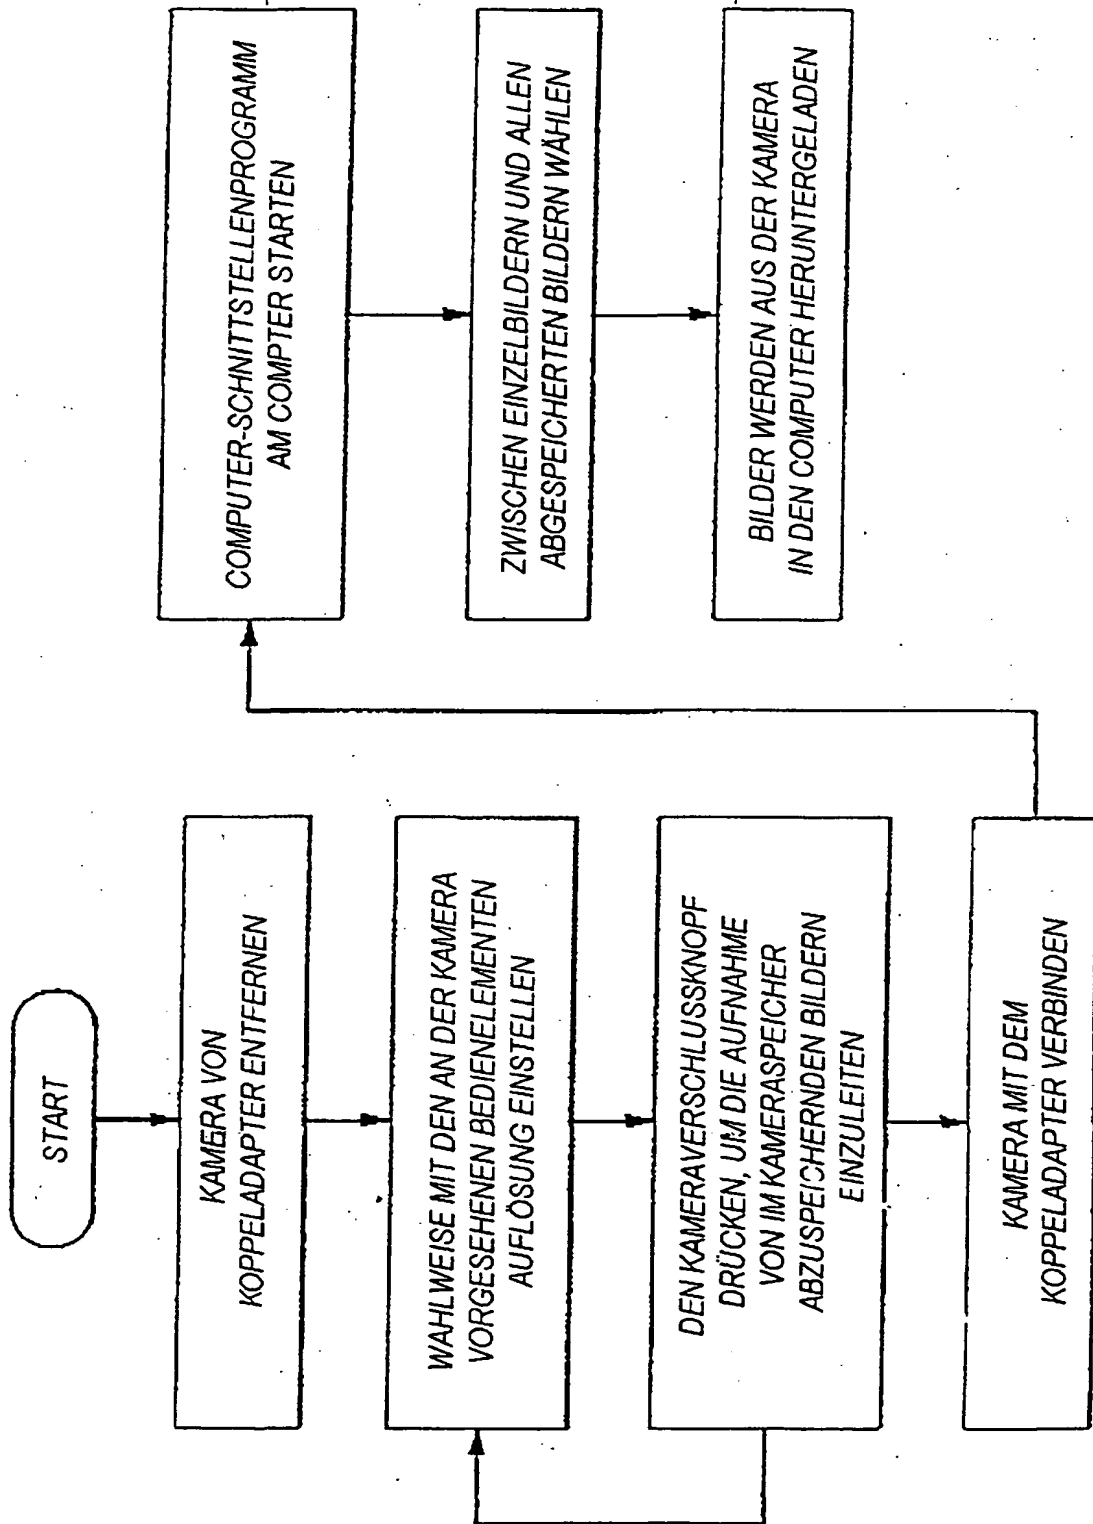 START
KAMERA VON
KOPPELADAPTER ENTFERNEN
WAHLWEISE MIT DEN AN DER KAMERA
VORGESEHENEN BEDIENELEMENTEN
AUFLÖSUNG EINSTELLEN
DEN KAMERAVERSCHLUSSKNOPF
DRÜCKEN, UM DIE AUFNAHME
VON IM KAMERASPEICHER
ABZUSPEICHERNDEN BILDERN
EINZULEITEN
KAMERA MIT DEM
KOPPELADAPTER VERBINDEN
COMPUTER-SCHNITTSTELLENPROGRAMM
AM COMPTER STARTEN
ZWISCHEN EINZELBILDERN UND ALLEN
ABGESPEICHERTEN BILDERN WÄHLEN
BILDER WERDEN AUS DER KAMERA
IN DEN COMPUTER HERUNTERGELADEN